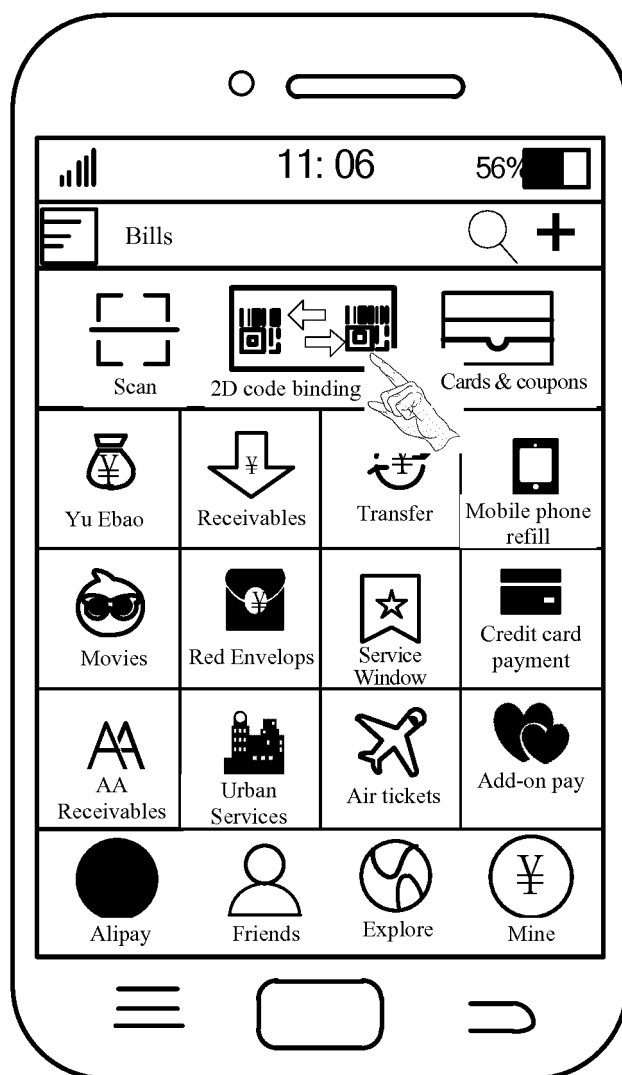 11: 06
56%
Bills
Scan
2D code binding
Cards & coupons
¥
Yu Ebao
¥
Receivables
¥
Transfer
Mobile phone
refill
Movies
¥
Red Envelops
Service
Window
Credit card
payment
AA
AA
Receivables
Urban
Services
Air tickets
Add-on pay
Alipay
Friends
Explore
¥
Mine